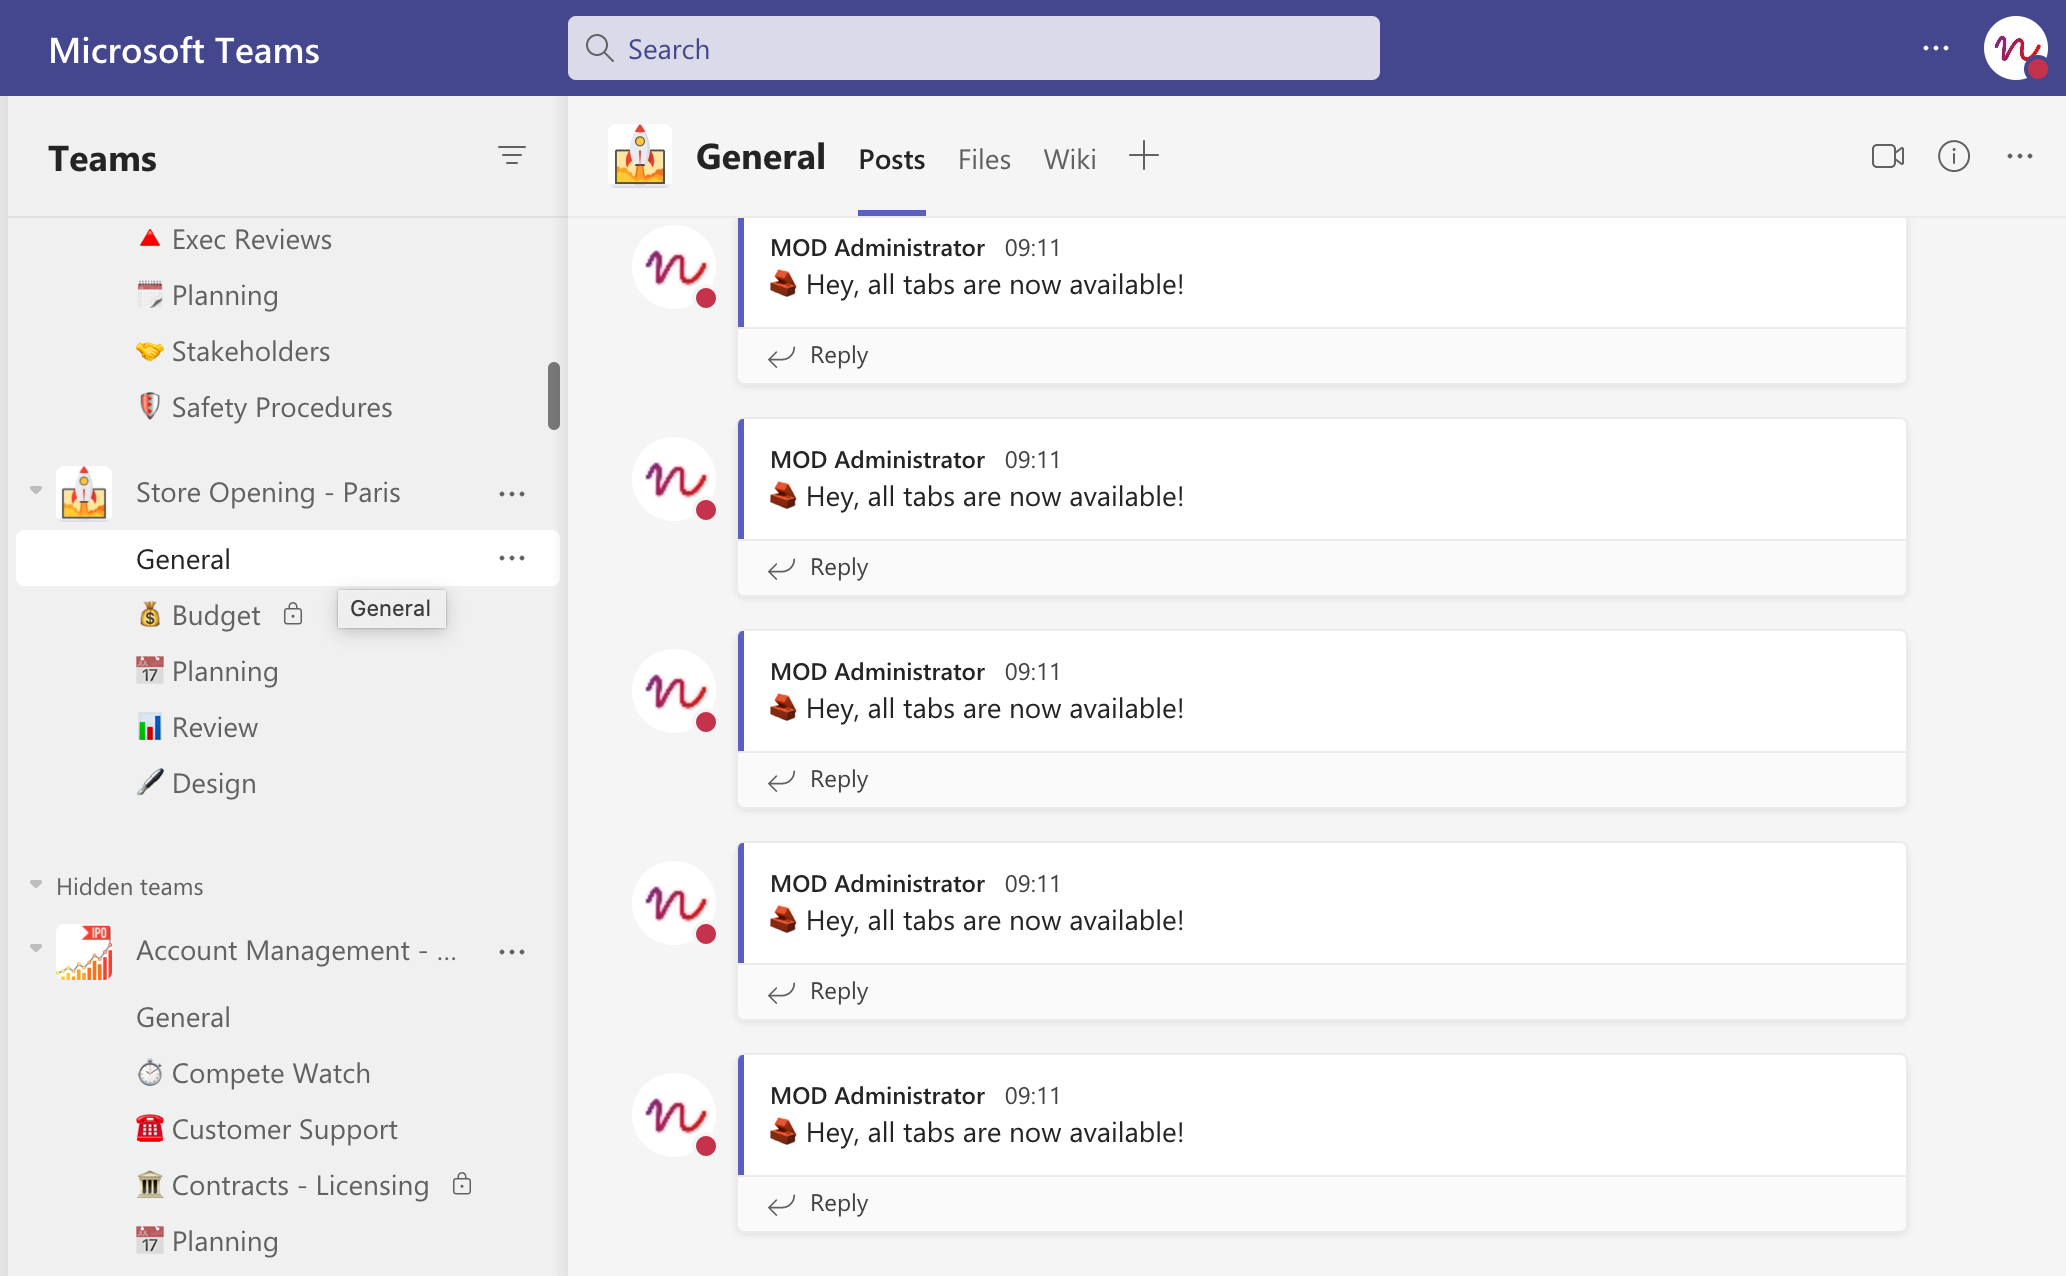 Microsoft Teams
Search
Teams
Exec Reviews
Planning
Stakeholders
Safety Procedures
Store Opening - Paris
General
General
Budget
17 Planning
Review
Design
Hidden teams
IPO
Account Management - ...
General
Compete Watch
Customer Support
Contracts - Licensing
17 Planning
General Posts Files Wiki
MOD Administrator 09:11
Hey, all tabs are now available!
Reply
MOD Administrator 09:11
Hey, all tabs are now available!
Reply
MOD Administrator 09:11
Hey, all tabs are now available!
Reply
MOD Administrator 09:11
Hey, all tabs are now available!
Reply
MOD Administrator 09:11
Hey, all tabs are now available!
Reply